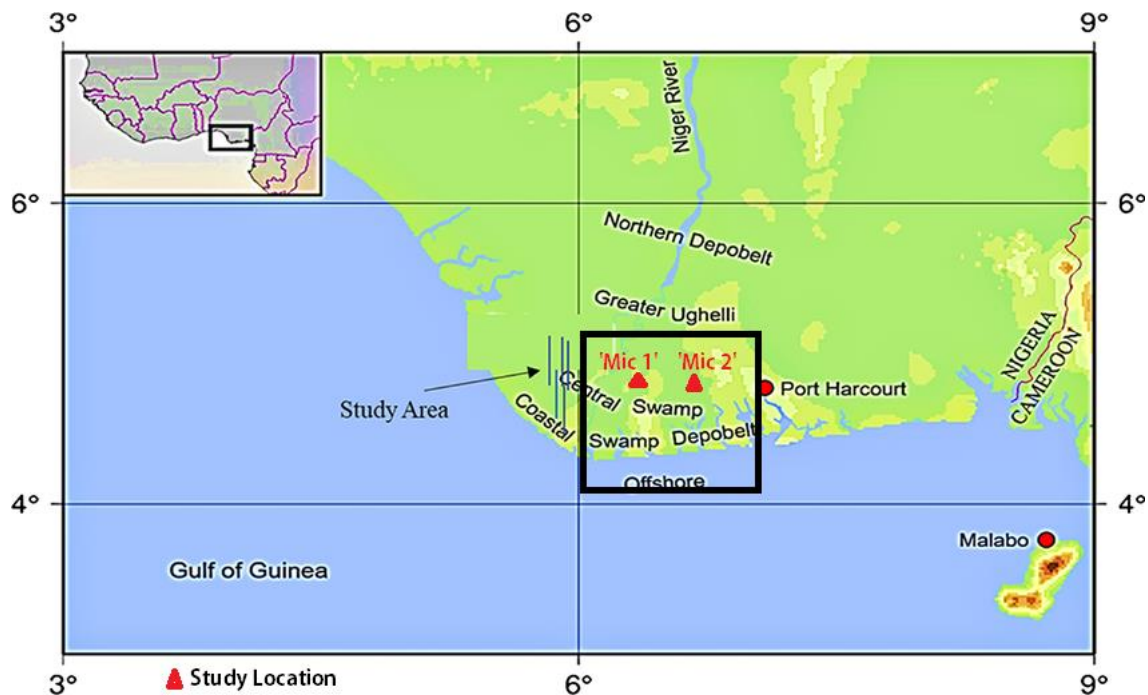 3°
6°
9°
Niger River
6°
6°
Northern Depobelt
Greater Ughelli
NIGERIA
CAMEROON
'Mic 1'
'Mic 2'
Central
Swamp
Port Harcourt
Study Area
Coastal
Swamp Depobelt
Offshore
4°
4°
Malabo
Gulf of Guinea
Study Location
3°
6°
9°